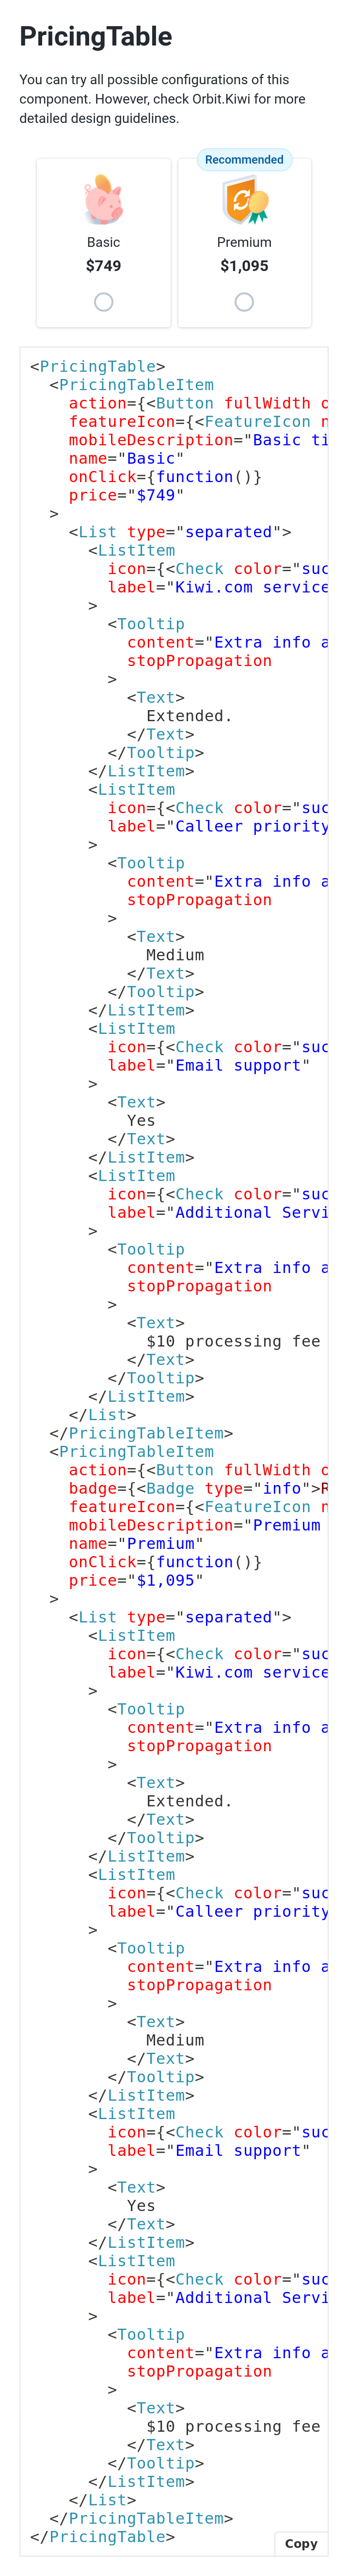 PricingTable
You can try all possible configurations of this
component. However, check Orbit.Kiwi for more
detailed design guidelines.
Recommended
Basic
$749
Premium
$1,095
<PricingTable>
<PricingTableItem
action={<Button fullWidth
featureIcon={<FeatureIcon
mobileDescription="Basic
name="Basic"
onClick={function()}
price="$749"
>
<List type="separated">
<ListItem
icon={<Check color="suc
label="Kiwi.com service
>
<Tooltip
content="Extra info a
stopPropagation
>
<Text>
Extended.
</Text>
</Tooltip>
</ListItem>
<ListItem
icon={<Check color="suc
label="Calleer priority
>
<Tooltip
content="Extra info a
stopPropagation
>
<Text>
Medium
</Text>
</Tooltip>
</ListItem>
<ListItem
icon={<Check color="suc
label="Email support"
>
<Text>
Yes
</Text>
</ListItem>
<ListItem
icon={<Check color="suc
label="Additional Servi
>
<Tooltip
content="Extra info a
stopPropagation
>
<Text>
$10 processing fee
</Text>
</Tooltip>
</ListItem>
</List>
</PricingTableItem>
<PricingTableItem
action={<Button fullWidth
badge={<Badge type="info">R
featureIcon={<FeatureIcon
mobileDescription="Premium
name="Premium"
onClick={function()}
price="$1,095"
>
<List type="separated">
<ListItem
icon={<Check color="suc
label="Kiwi.com service
>
<Tooltip
content="Extra info a
stopPropagation
>
<Text>
Extended.
</Text>
</Tooltip>
</ListItem>
<ListItem
icon={<Check color="suc
label="Calleer priority
>
<Tooltip
content="Extra info a
stopPropagation
>
<Text>
Medium
</Text>
</Tooltip>
</ListItem>
<ListItem
icon={<Check color="suc
label="Email support"
>
<Text>
Yes
</Text>
</ListItem>
<ListItem
icon={<Check color="suc
label="Additional Servi
>
<Tooltip
content="Extra info a
stopPropagation
>
<Text>
$10 processing fee
</Text>
</Tooltip>
</ListItem>
</List>
</PricingTableItem>
</PricingTable>
Copy